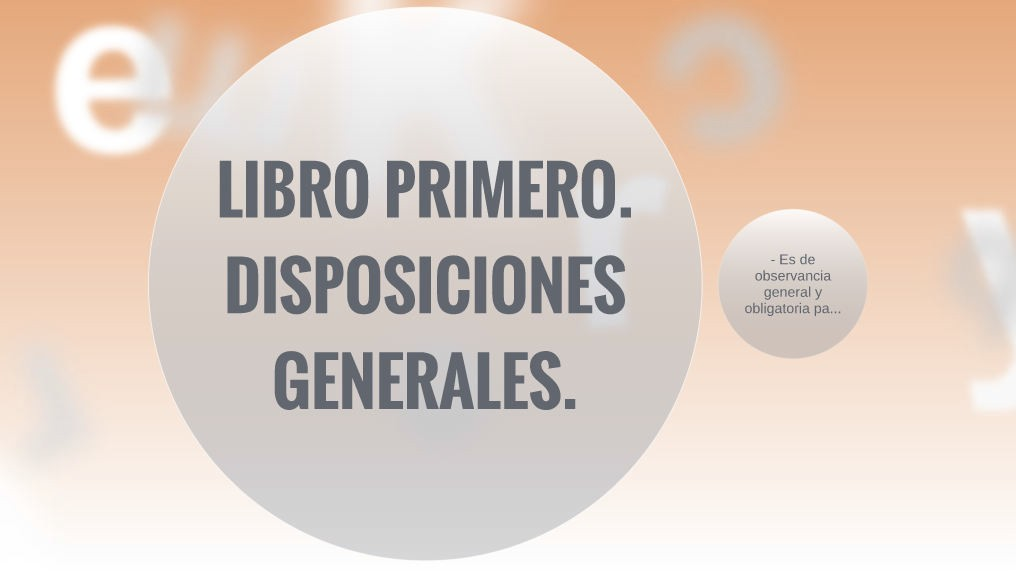 LIBRO PRIMERO.
DISPOSICIONES
GENERALES.
- Es de
observancia
general y
obligatoria pa...